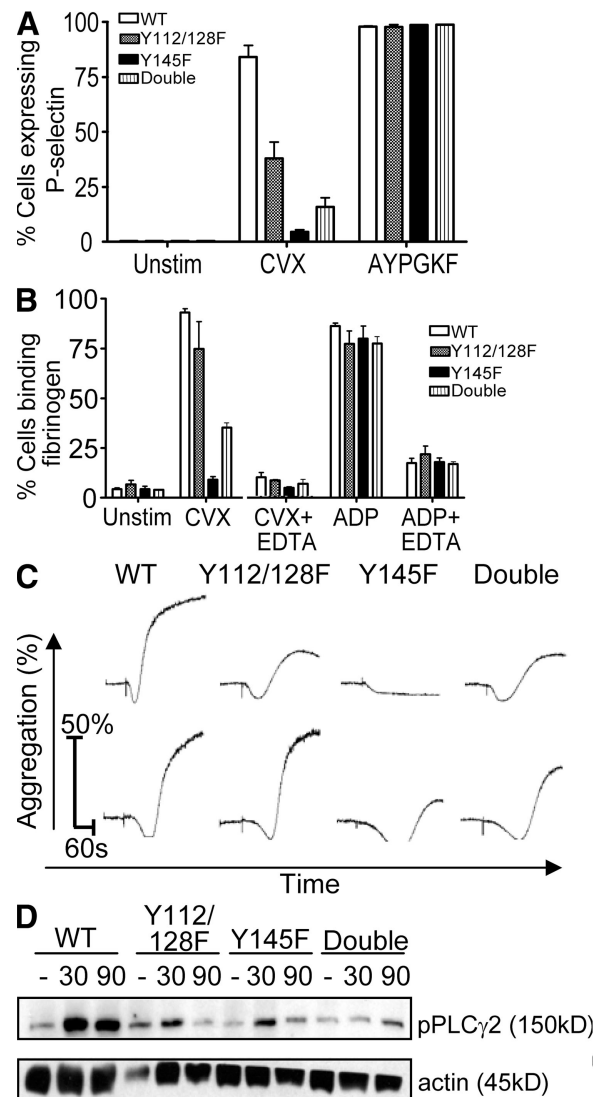 A
% Cells expressing
P-selectin
100
75
50
25
0
WT
Y112/128F
Y145F
Double
Unstim CVX AYPGKF
B
% Cells binding
fibrinogen
100
75
50
25
0
WT
Y112/128F
Y145F
Double
Unstim CVX CVX+ ADP ADP+
EDTA EDTA
C
WT Y112/128F Y145F Double
Aggregation (%)
50%
60s
Time
D
Y112/
WT 128F Y145F Double
- 30 90 - 30 90 - 30 90 - 30 90
pPLCγ2 (150kD)
actin (45kD)